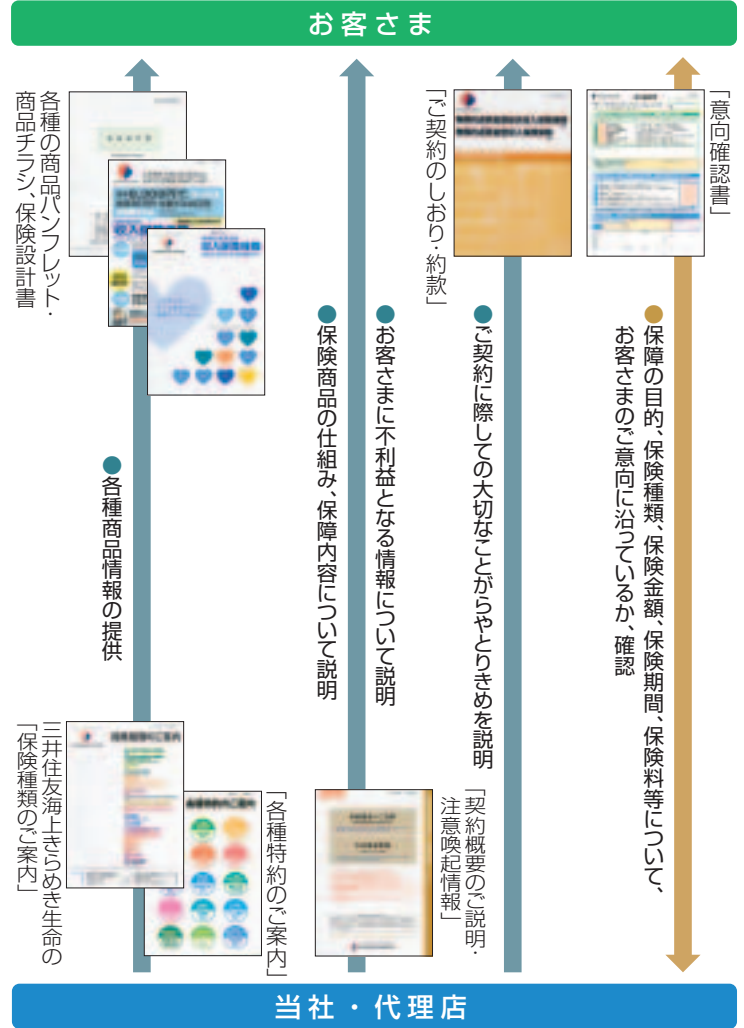 お客さま
各種の商品パンフレット・
商品チラシ、保険設計書
●各種商品情報の提供
三井住友海上きらめき生命の
「保険種類のご案内」
「各種特約のご案内」
●保険商品の仕組み、保障内容について説明
●お客さまに不利益となる情報について説明
「契約概要のご説明・
注意喚起情報」
「ご契約のしおり・約款」
●ご契約に際しての大切なことがらやとりきめを説明
「意向確認書」
●保障の目的、保険種類、保険金額、保険期間、保険料等について、
お客さまのご意向に沿っているか、確認
当社・代理店